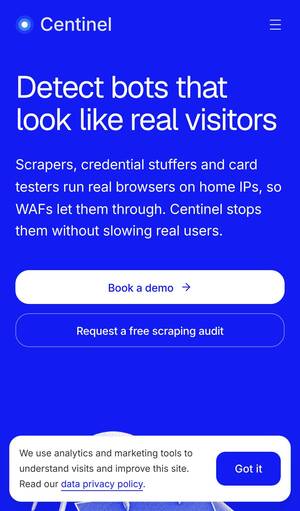 Centinel
Detect bots that
look like real visitors
Scrapers, credential stuffers and card
testers run real browsers on home IPs, so
WAFs let them through. Centinel stops
them without slowing real users.
Book a demo →
Request a free scraping audit
We use analytics and marketing tools to
understand visits and improve this site.
Read our data privacy policy.
Got it